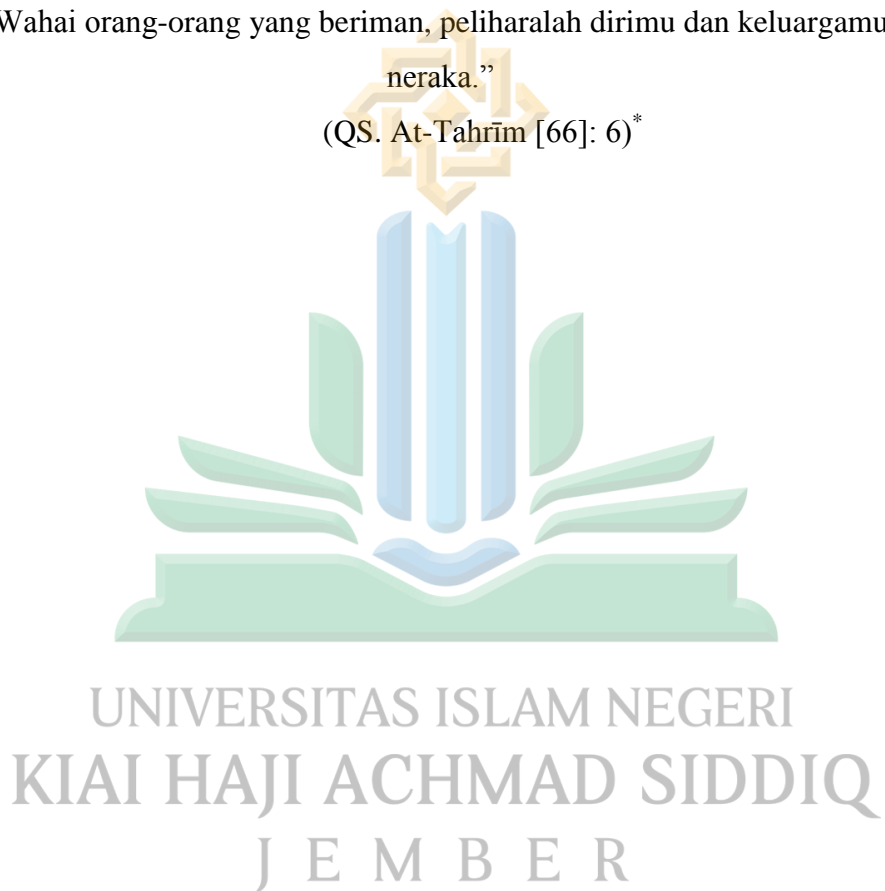 Wahai orang-orang yang beriman, peliharalah dirimu dan keluargamu
neraka.”
(QS. At-Tahrīm [66]: 6)*
UNIVERSITAS ISLAM NEGERI
KIAI HAJI ACHMAD SIDDIQ
JEMBER